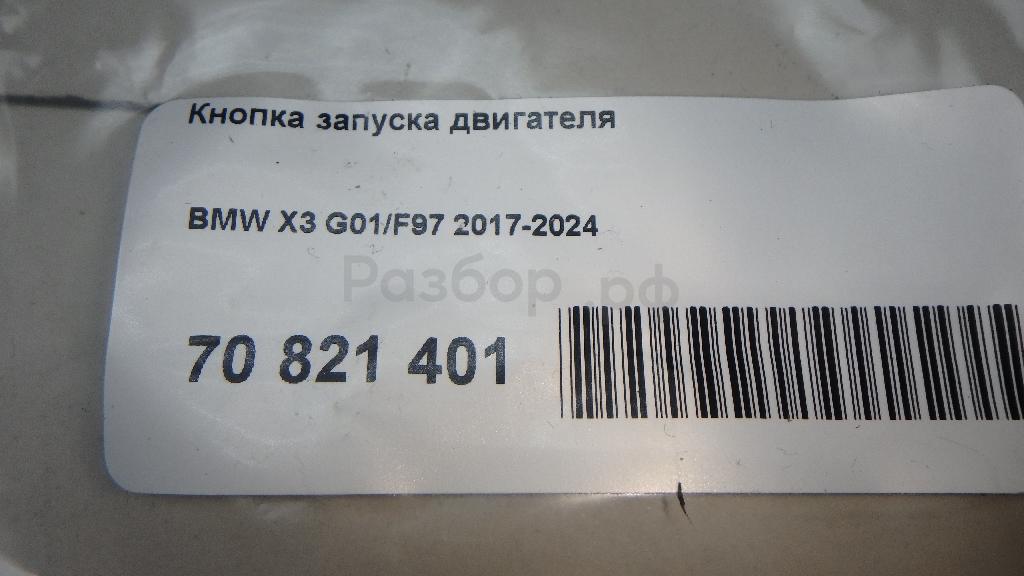 Кнопка запуска двигателя
BMW X3 G01/F97 2017-2024
Разбор.рф
70 821 401